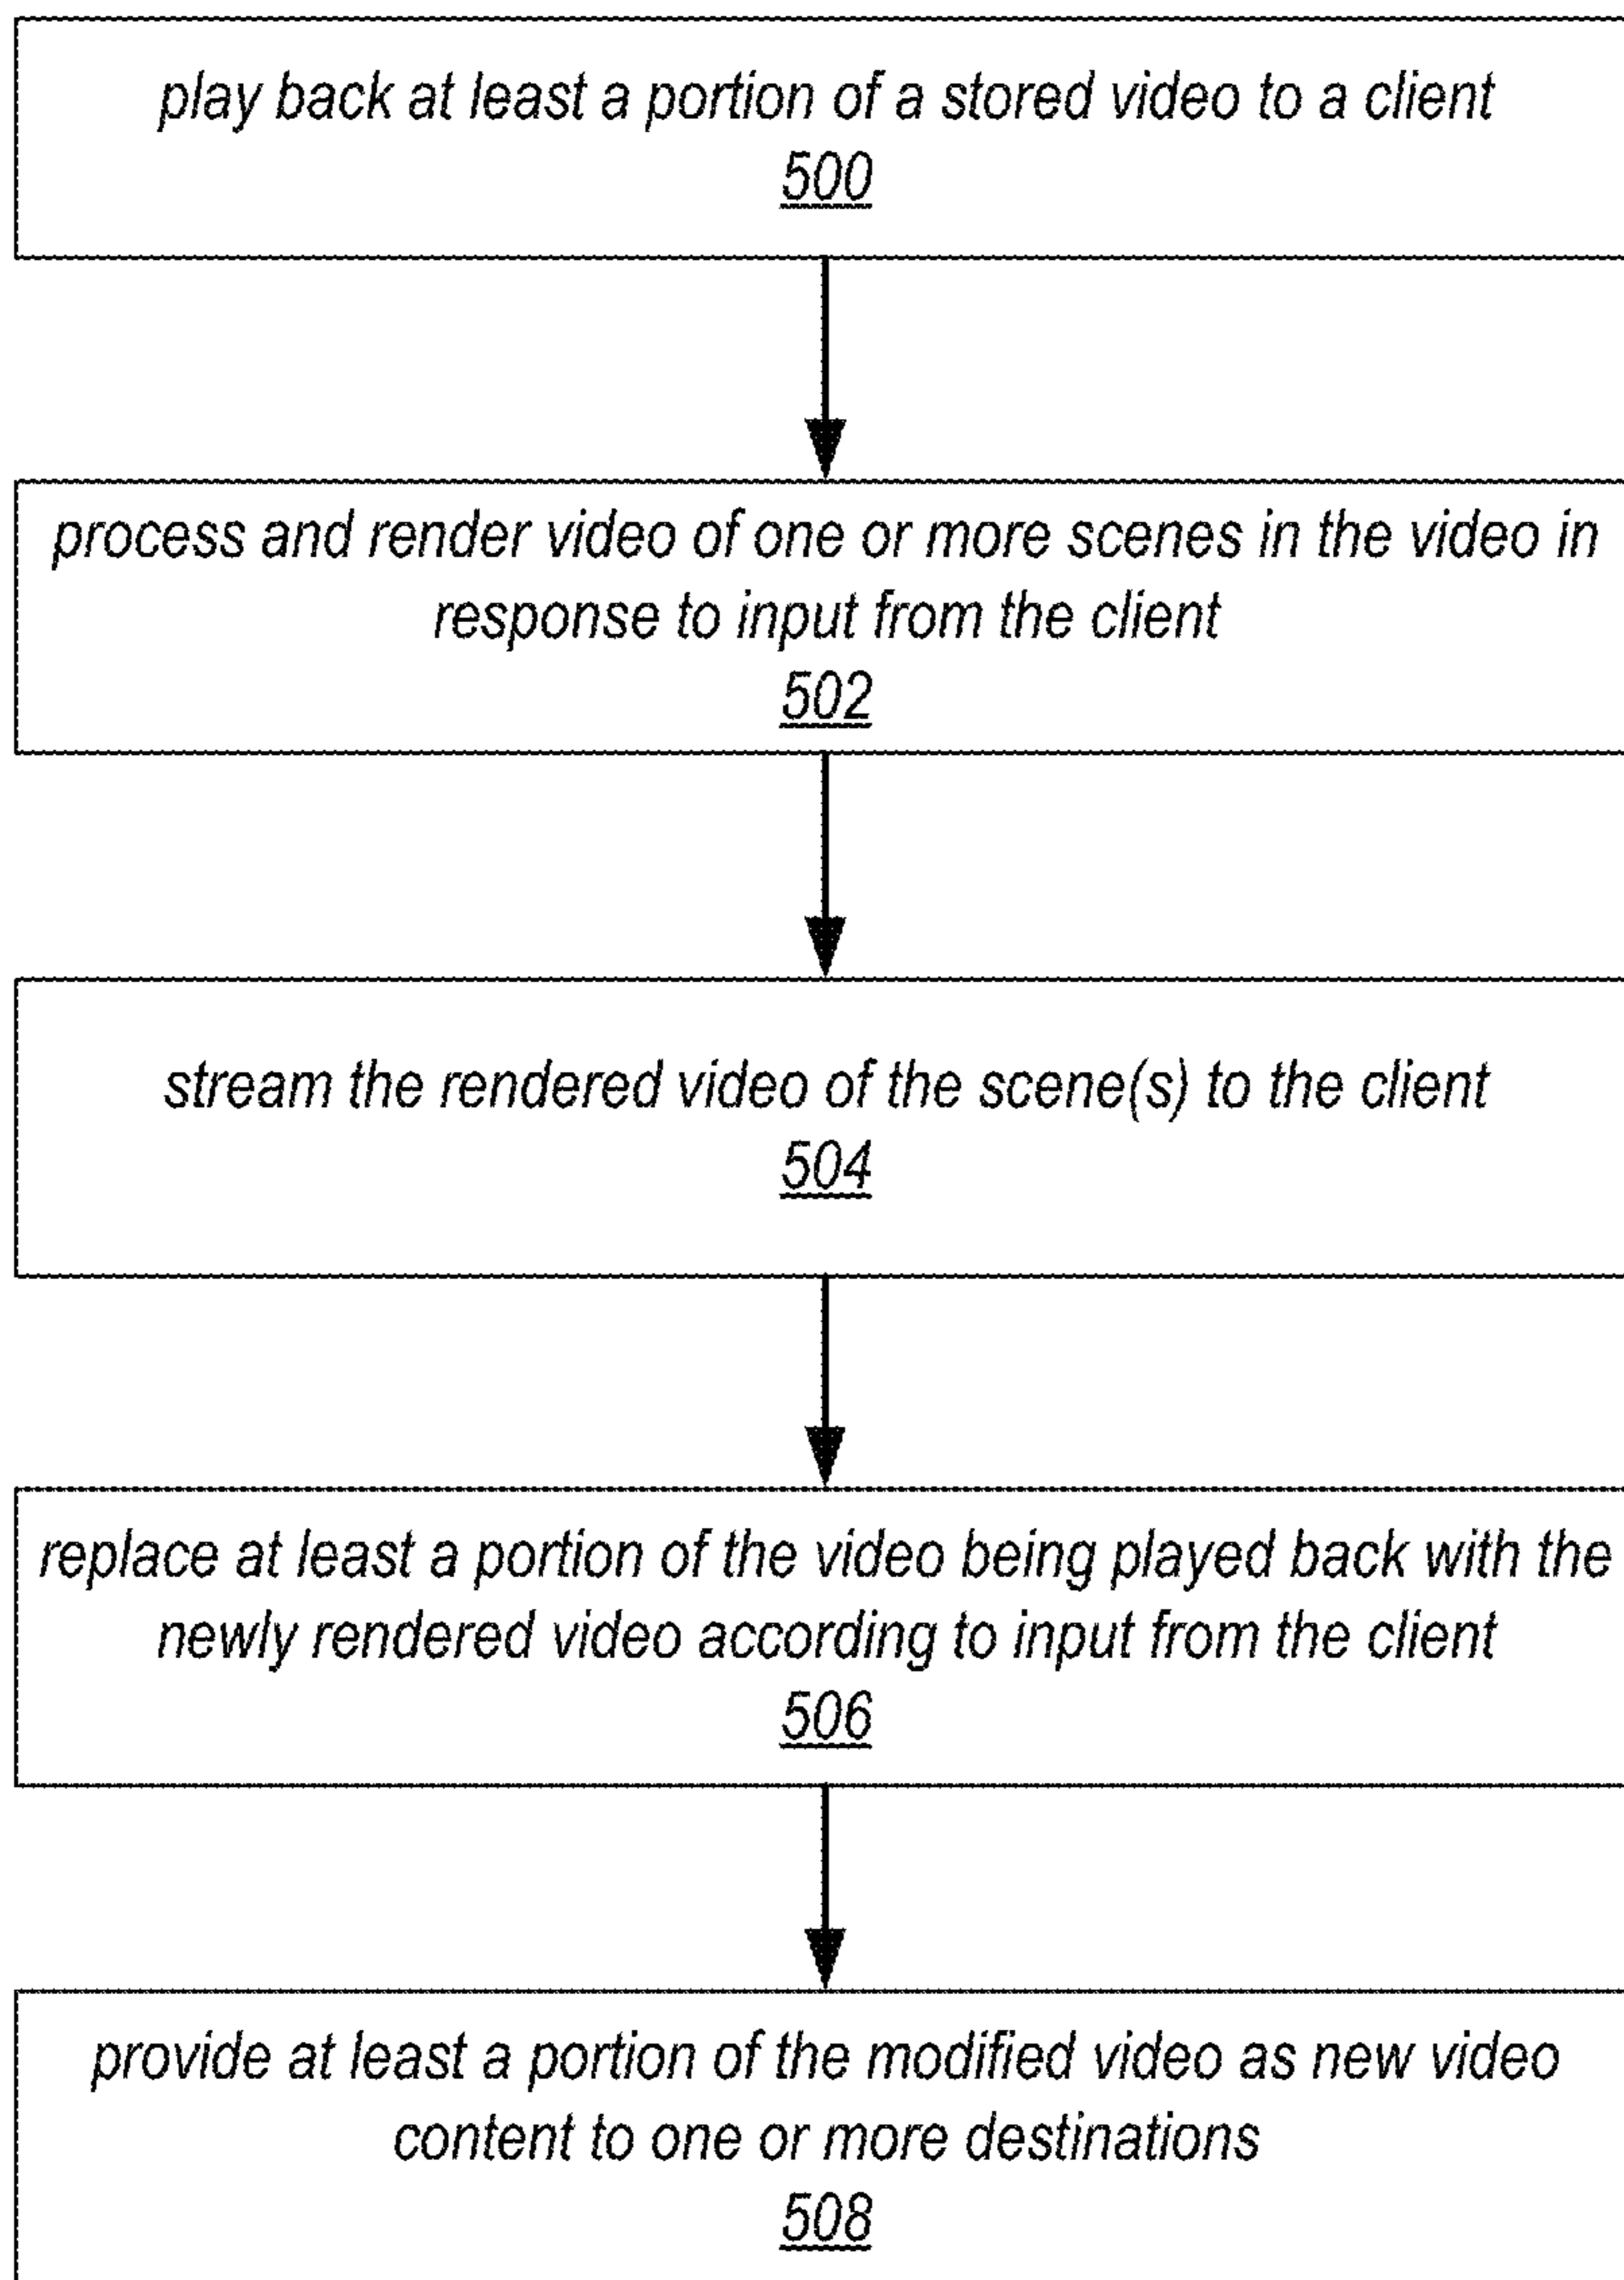 play back at least a portion of a stored video to a client
500
process and render video of one or more scenes in the video in
response to input from the client
502
stream the rendered video of the scene(s) to the client
504
replace at least a portion of the video being played back with the
newly rendered video according to input from the client
506
provide at least a portion of the modified video as new video
content to one or more destinations
508